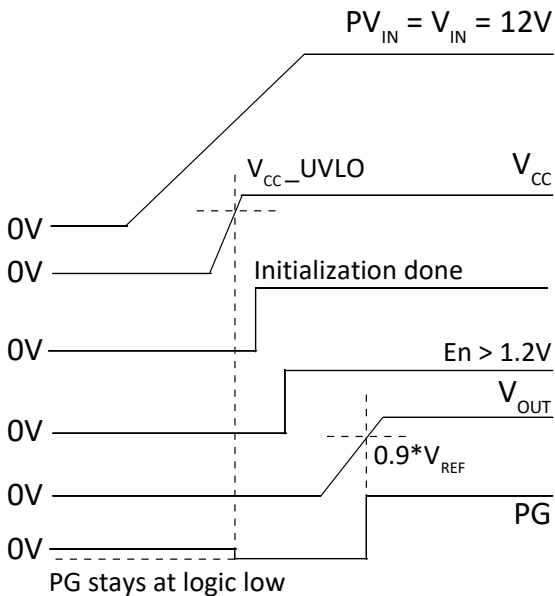 PV_IN = V_IN = 12V
V_CC_UVLO
V_CC
0V
0V
Initialization done
0V
En > 1.2V
V_OUT
0V
0.9*V_REF
0V
PG
0V
PG stays at logic low